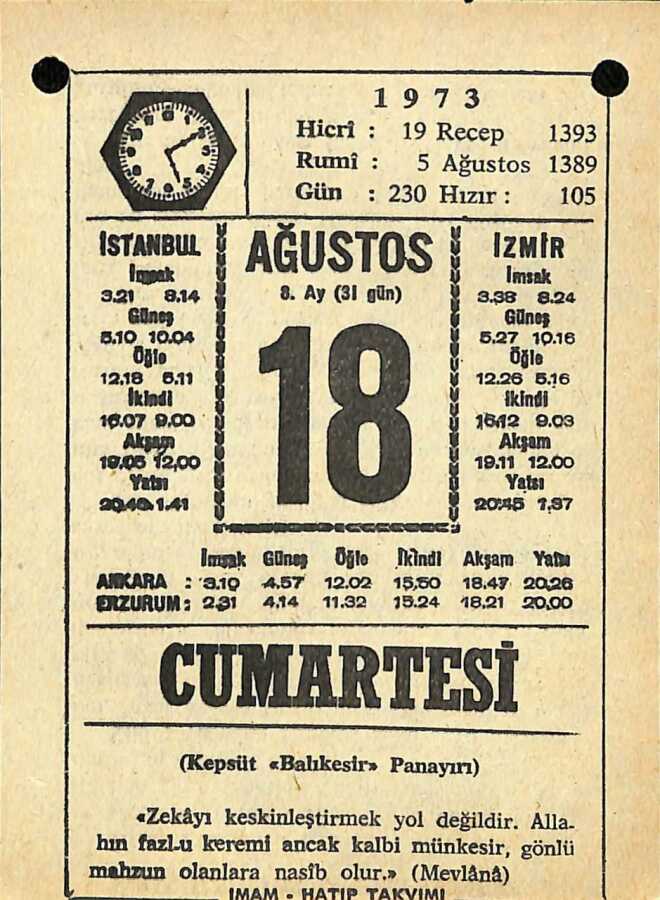 1973
Hicrî : 19 Recep 1393
Rumî : 5 Ağustos 1389
Gün : 230 Hızır : 105
İSTANBUL
İmsak
3.21 8.14
Güneş
5.10 10.04
Öğle
12.18 5.11
İkindi
16.07 9.00
Akşam
19.05 12,00
Yatsı
1.41
AĞUSTOS
8. Ay (31 gün)
18
İZMİR
İmsak
3.38 8.24
Güneş
5.27 10.16
Öğle
12.26 5.16
İkindi
16.12 9.03
Akşam
19.11 12.00
Yatsı
20.45 1.37
İmsak Güneş Öğle İkindi Akşam Yatsı
ANKARA : 3.10 4.57 12.02 15,50 18.47 20.26
ERZURUM : 2.31 4.14 11.32 15.24 18.21 20,00
CUMARTESİ
(Kepsüt «Balıkesir» Panayırı)
«Zekâyı keskinleştirmek yol değildir. Alla-
hın fazl-u keremi ancak kalbi münkesir, gönlü
mahzun olanlara nasîb olur.» (Mevlânâ)
İMAM - HATİP TAKVİMİ